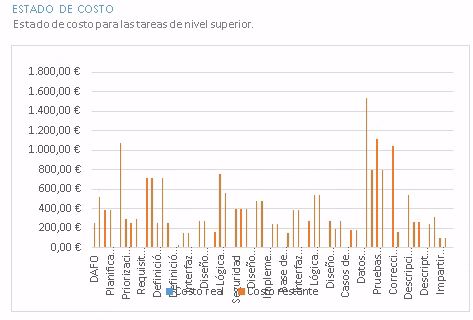 ESTADO DE COSTO
Estado de costo para las tareas de nivel superior.
1.800,00 €
1.600,00 €
1.400,00 €
1.200,00 €
1.000,00 €
800,00 €
600,00 €
400,00 €
200,00 €
0,00 €
DAFO
Planifica...
Priorizaci...
Requisit...
Definició...
Definició...
Interfaz...
Diseño...
Lógica...
Seguridad
Diseño...
Impleme...
Base de...
Interfaz...
Lógica...
Diseño...
Casos de...
Datos...
Pruebas...
Correcci...
Descripci...
Descript...
Impartir...
Costo real
Costo restante